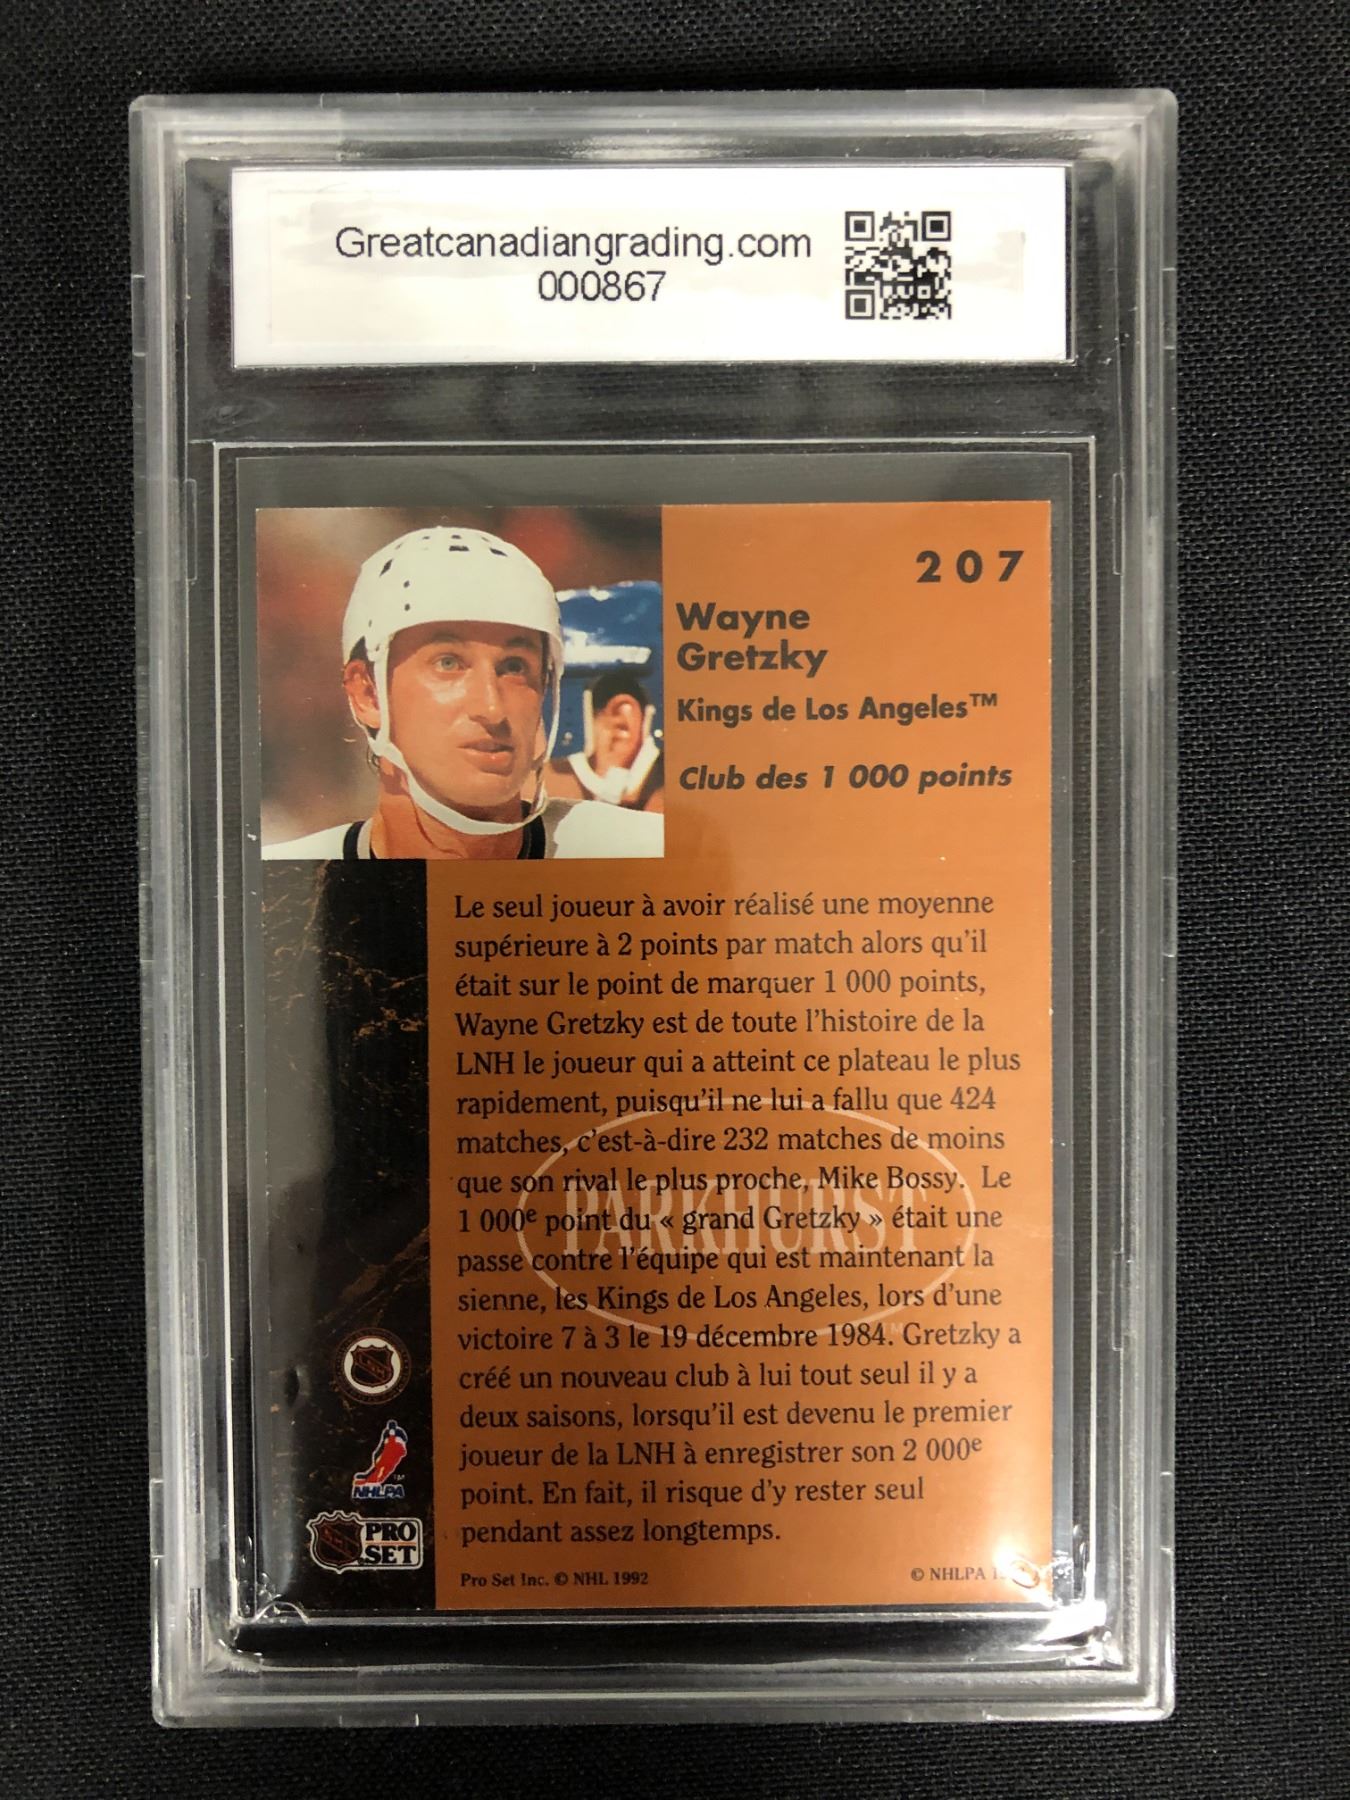 Greatcanadiangrading.com
000867
207
Wayne
Gretzky
Kings de Los Angeles™
Club des 1 000 points
Le seul joueur à avoir réalisé une moyenne
supérieure à 2 points par match alors qu'il
était sur le point de marquer 1 000 points,
Wayne Gretzky est de toute l'histoire de la
LNH le joueur qui a atteint ce plateau le plus
rapidement, puisqu'il ne lui a fallu que 424
matches, c'est-à-dire 232 matches de moins
que son rival le plus proche, Mike Bossy. Le
1 000e point du « grand Gretzky » était une
passe contre l'équipe qui est maintenant la
sienne, les Kings de Los Angeles, lors d'une
victoire 7 à 3 le 19 décembre 1984. Gretzky a
créé un nouveau club à lui tout seul il y a
deux saisons, lorsqu'il est devenu le premier
joueur de la LNH à enregistrer son 2 000e
point. En fait, il risque d'y rester seul
pendant assez longtemps.
PARKHURST
™
NHL
NHLPA ™
PRO
SET
Pro Set Inc. © NHL 1992
© NHLPA